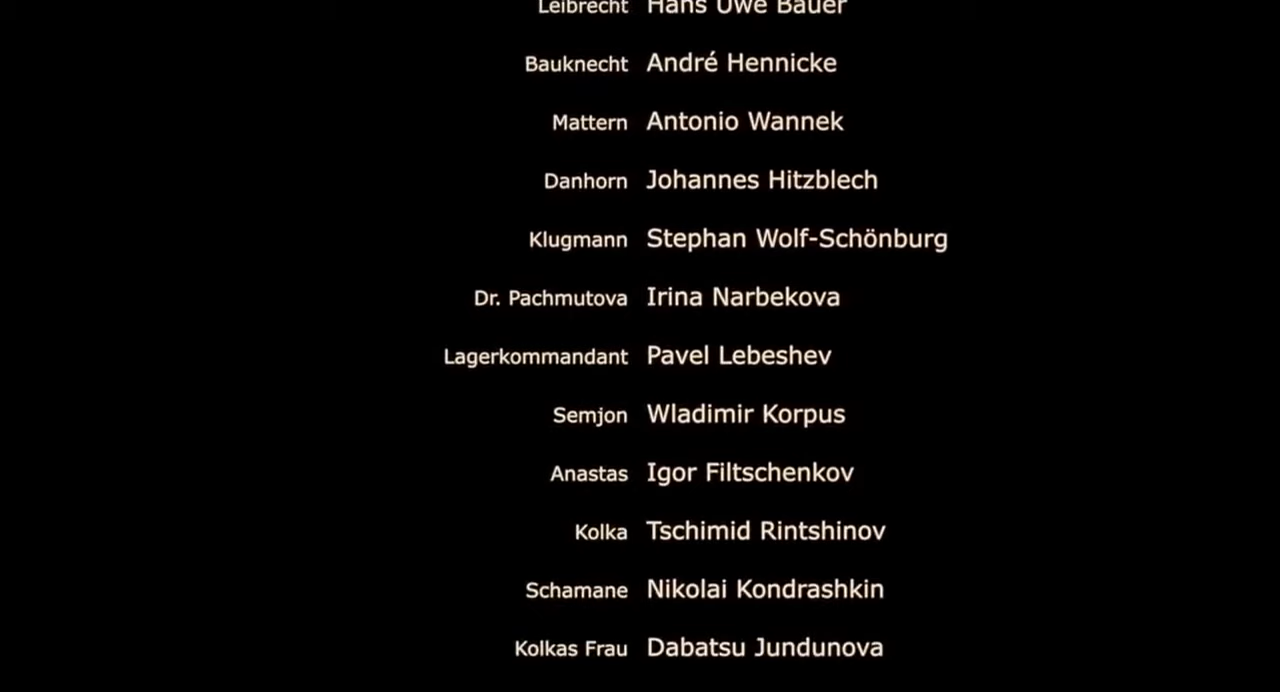 Leibrecht Hans Uwe Bauer
Bauknecht André Hennicke
Mattern Antonio Wannek
Danhorn Johannes Hitzblech
Klugmann Stephan Wolf-Schönburg
Dr. Pachmutova Irina Narbekova
Lagerkommandant Pavel Lebeshev
Semjon Wladimir Korpus
Anastas Igor Filtschenkov
Kolka Tschimid Rintshinov
Schamane Nikolai Kondrashkin
Kolkas Frau Dabatsu Jundunova